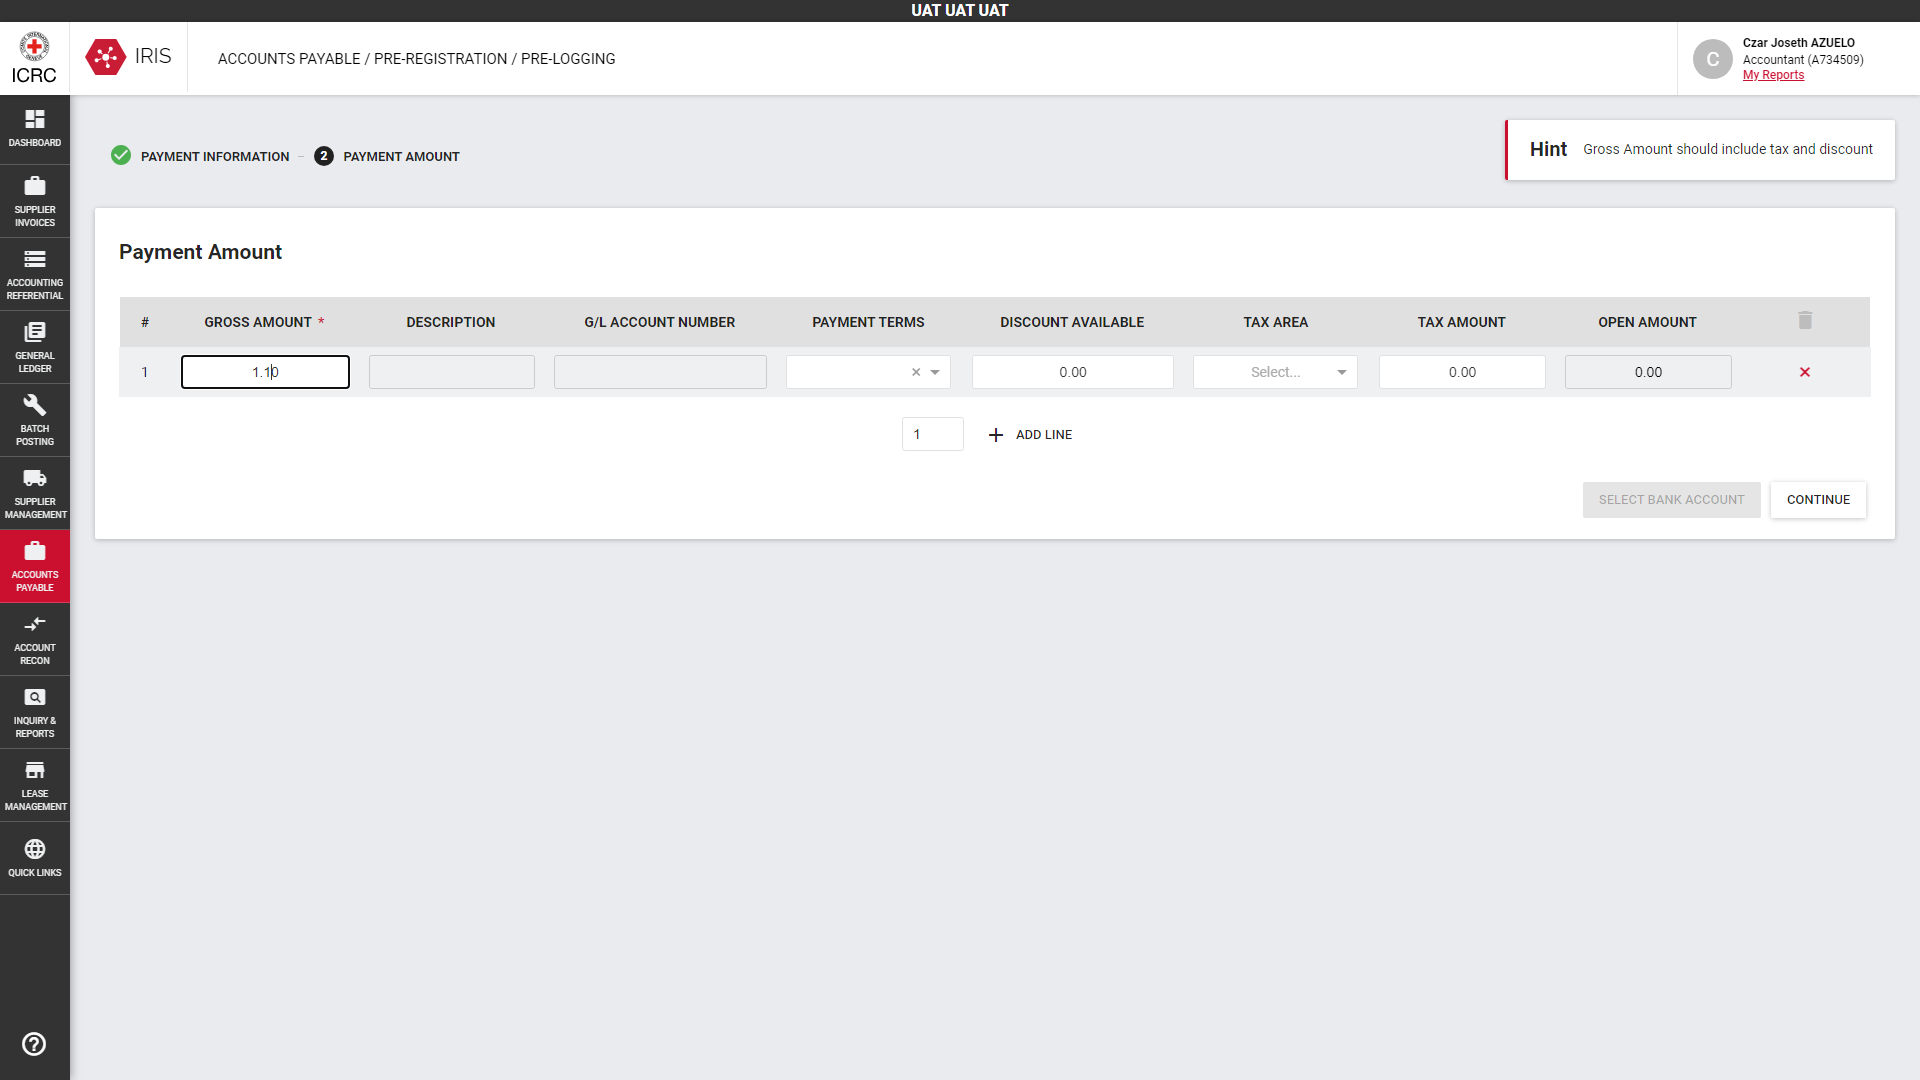 UAT UAT UAT
ICRC
IRIS
ACCOUNTS PAYABLE / PRE-REGISTRATION / PRE-LOGGING
C
Czar Joseth AZUELO
Accountant (A734509)
My Reports
DASHBOARD
SUPPLIER
INVOICES
ACCOUNTING
REFERENTIAL
GENERAL
LEDGER
BATCH
POSTING
SUPPLIER
MANAGEMENT
ACCOUNTS
PAYABLE
ACCOUNT
RECON
INQUIRY &
REPORTS
LEASE
MANAGEMENT
QUICK LINKS
PAYMENT INFORMATION
2 PAYMENT AMOUNT
Hint Gross Amount should include tax and discount
Payment Amount
# GROSS AMOUNT * DESCRIPTION G/L ACCOUNT NUMBER PAYMENT TERMS DISCOUNT AVAILABLE TAX AREA TAX AMOUNT OPEN AMOUNT
1 1.10 0.00 Select... 0.00 0.00
1 ADD LINE
SELECT BANK ACCOUNT CONTINUE